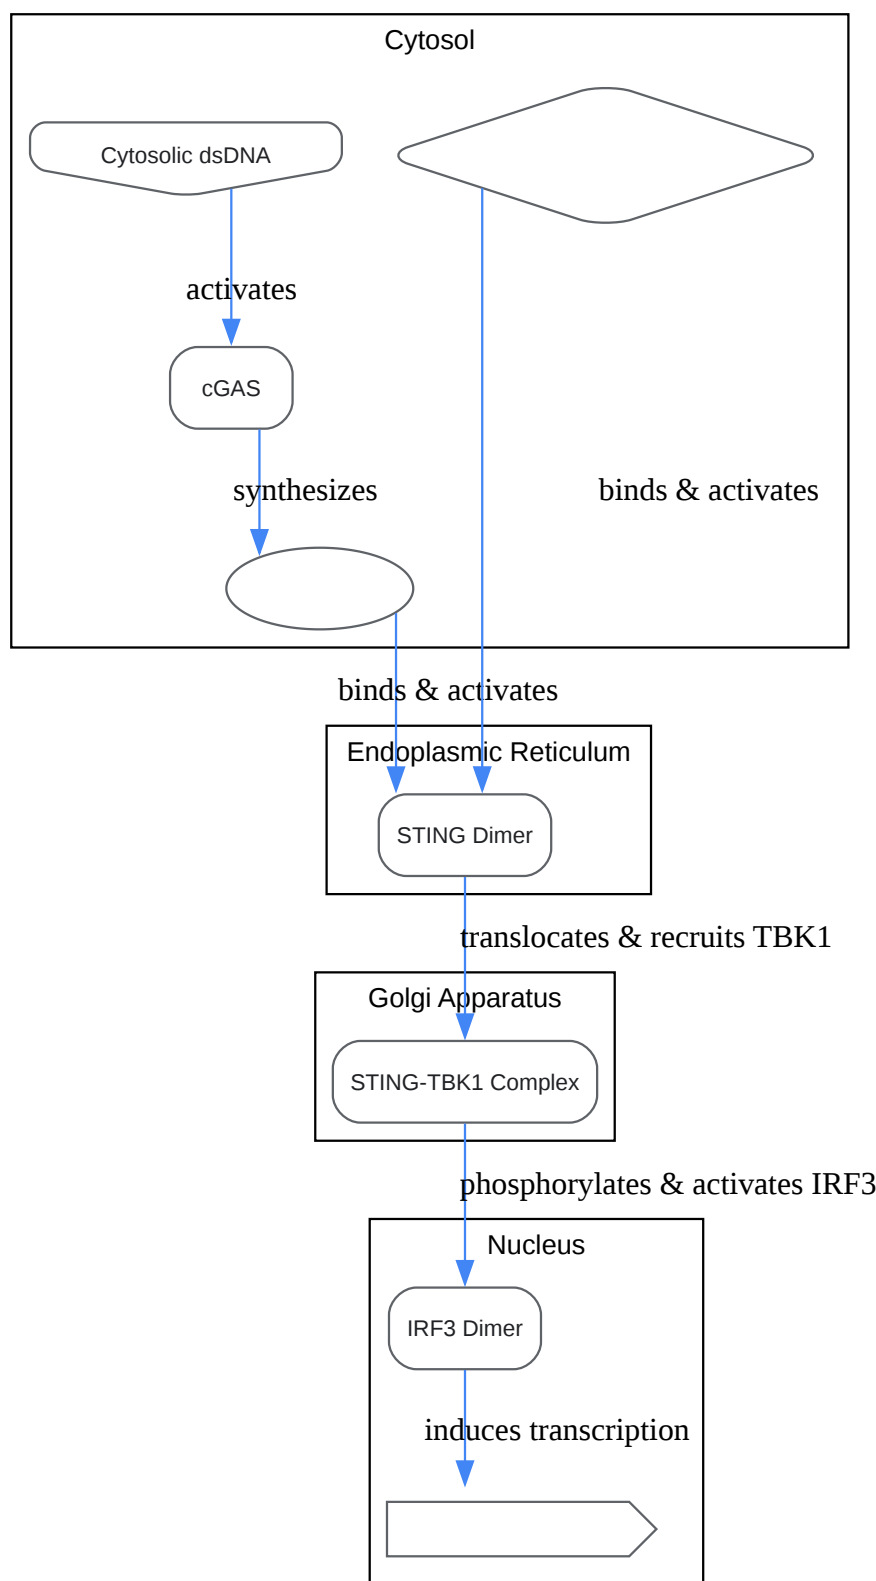 Cytosol
Cytosolic dsDNA
activates
cGAS
synthesizes
binds & activates
binds & activates
Endoplasmic Reticulum
STING Dimer
translocates & recruits TBK1
Golgi Apparatus
STING-TBK1 Complex
phosphorylates & activates IRF3
Nucleus
IRF3 Dimer
induces transcription